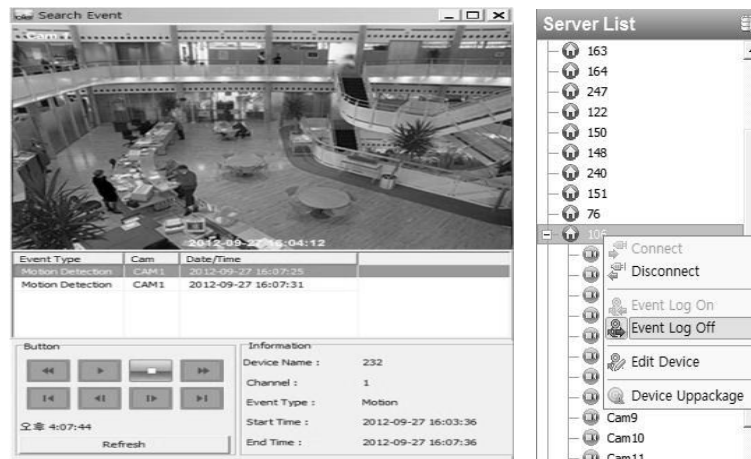 Search Event
Cam 1
2012-09-27 16:04:12
Event Type Cam Date/Time
Motion Detection CAM1 2012-09-27 16:07:25
Motion Detection CAM1 2012-09-27 16:07:31
Button
오후 4:07:44
Refresh
Information
Device Name : 232
Channel : 1
Event Type : Motion
Start Time : 2012-09-27 16:03:36
End Time : 2012-09-27 16:07:36
Server List
163
164
247
122
150
148
240
151
76
106
Connect
Disconnect
Event Log On
Event Log Off
Edit Device
Device Uppackage
Cam9
Cam10
Cam11